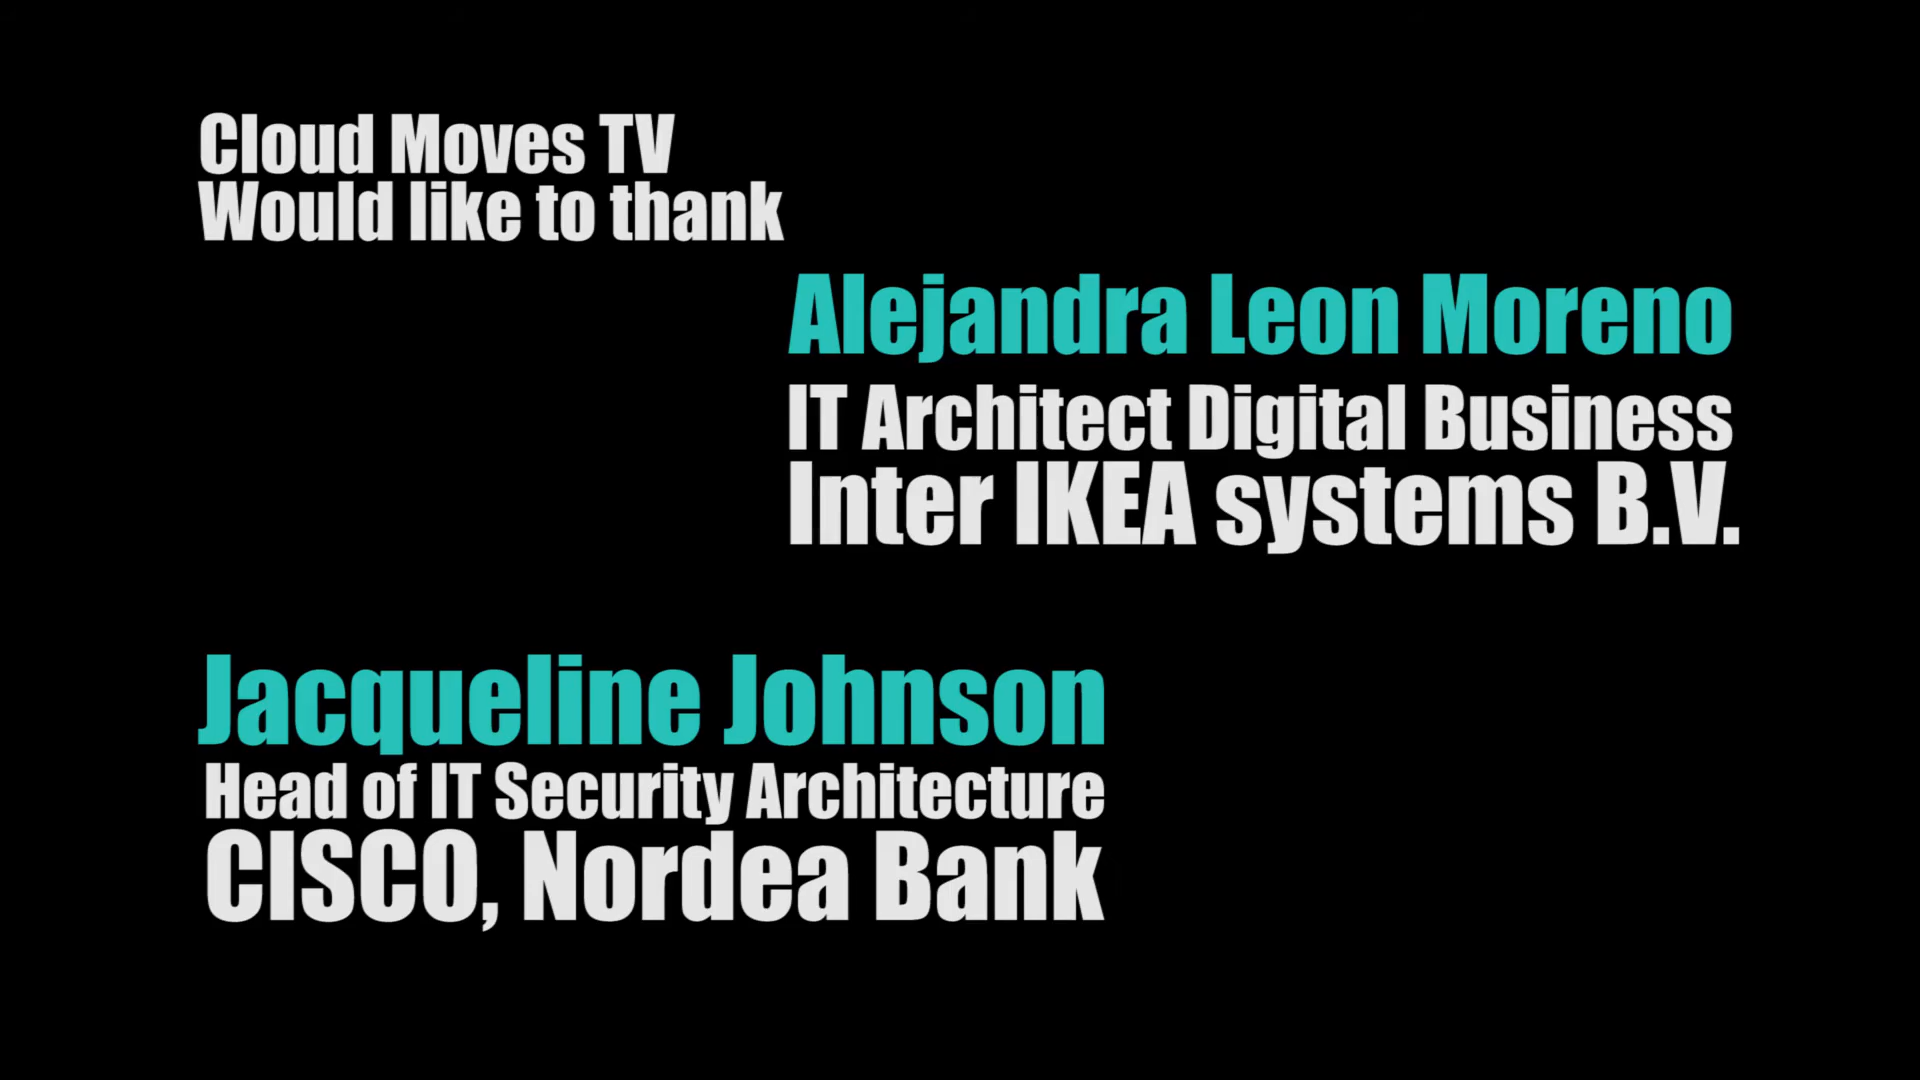 Cloud Moves TV
Would like to thank
Alejandra Leon Moreno
IT Architect Digital Business
Inter IKEA systems B.V.
Jacqueline Johnson
Head of IT Security Architecture
CISCO, Nordea Bank